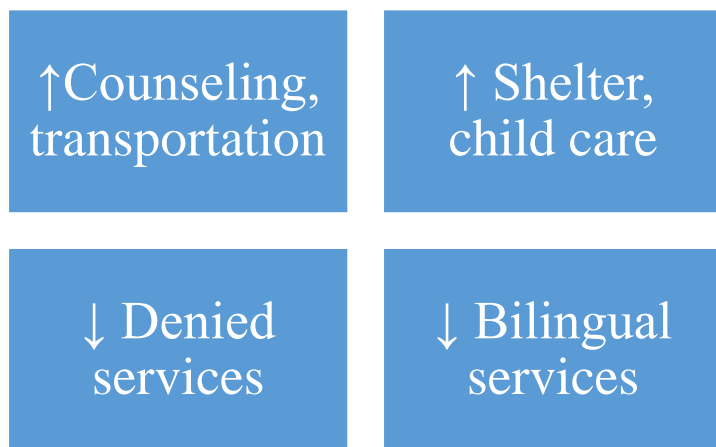 ↑Counseling,
transportation
↑ Shelter,
child care
↓ Denied
services
↓ Bilingual
services